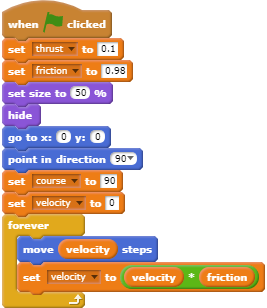 when clicked
set thrust to 0.1
set friction to 0.98
set size to 50 %
hide
go to x: 0 y: 0
point in direction 90
set course to 90
set velocity to 0
forever
move velocity steps
set velocity to velocity * friction